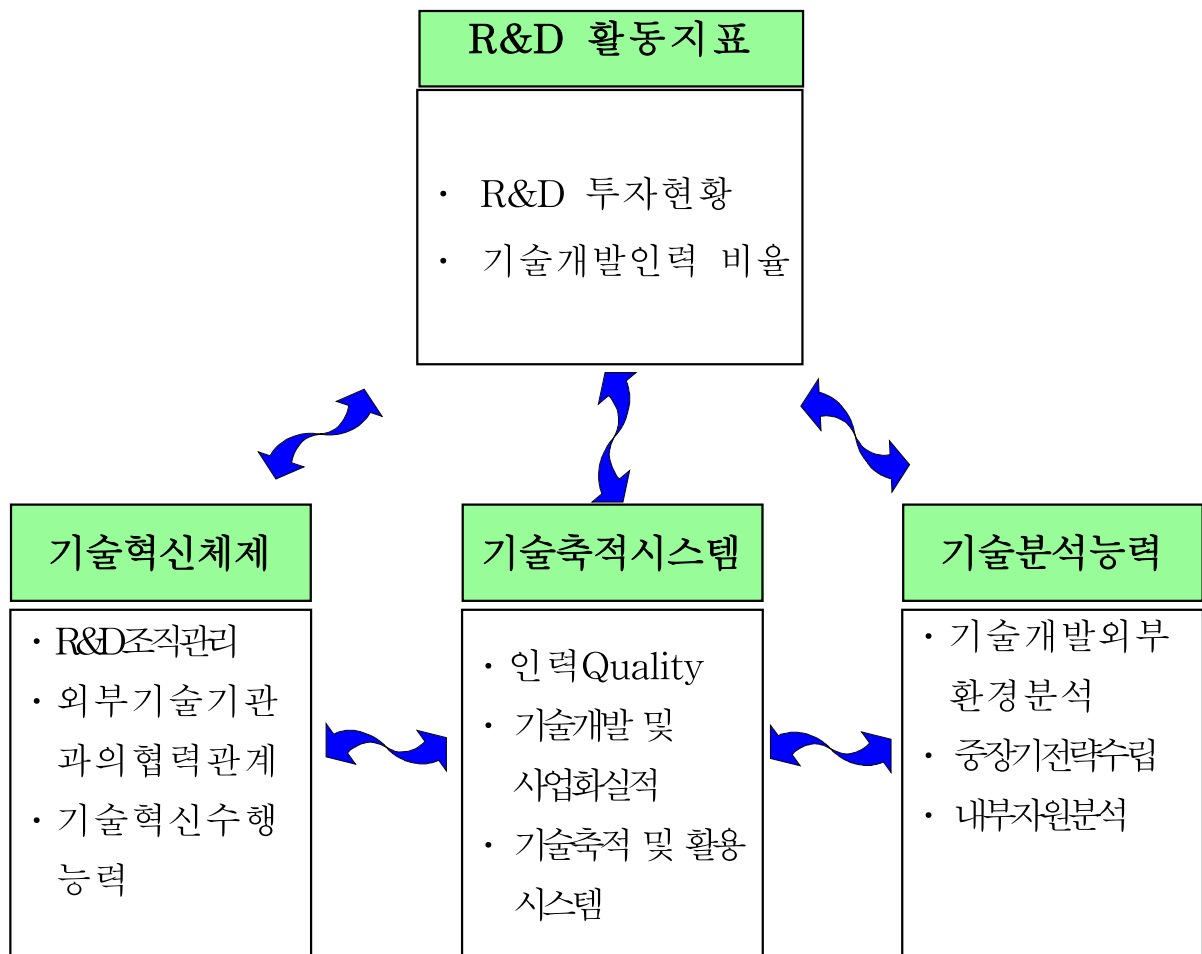 R&D 활동지표
· R&D 투자현황
· 기술개발인력 비율
기술혁신체제
· R&D조직관리
· 외부기술기관
과의협력관계
· 기술혁신수행
능력
기술축적시스템
· 인력Quality
· 기술개발 및
사업화실적
· 기술축적 및 활용
시스템
기술분석능력
· 기술개발외부
환경분석
· 중장기전략수립
· 내부자원분석